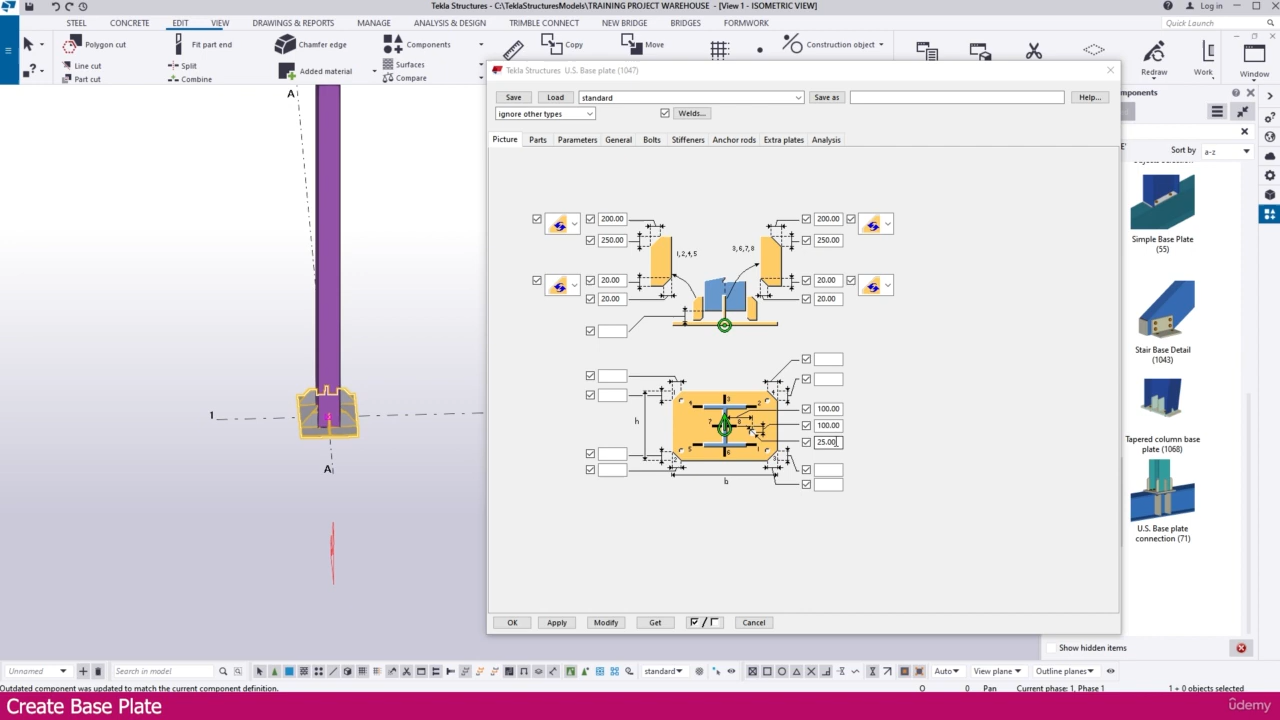 Tekla Structures - C:\TeklaStructuresModels\TRAINING PROJECT WAREHOUSE - [View 1 - ISOMETRIC VIEW]
Log in
STEEL CONCRETE EDIT VIEW DRAWINGS & REPORTS MANAGE ANALYSIS & DESIGN TRIMBLE CONNECT NEW BRIDGE BRIDGES FORMWORK
Quick Launch
Polygon cut
Line cut
Part cut
Fit part end
Split
Combine
Chamfer edge
Added material
Components
Surfaces
Compare
Copy
Move
Construction object
Redraw
Work
Window
Tekla Structures U.S. Base plate (1047)
Save Load standard Save as Help...
ignore other types Welds...
Picture Parts Parameters General Bolts Stiffeners Anchor rods Extra plates Analysis
200.00 200.00
250.00 250.00
1,2,4,5 3,6,7,8
20.00 20.00
20.00 20.00
100.00
100.00
25.00
h
b
OK Apply Modify Get Cancel
omponents
Sort by a-z
Simple Base Plate (55)
Stair Base Detail (1043)
Tapered column base plate (1068)
U.S. Base plate connection (71)
Show hidden items
A
1
A
Unnamed Search in model standard Auto View plane Outline planes
Outdated component was updated to match the current component definition.
O 0 Pan Current phase: 1, Phase 1 1 + 0 objects selected
Create Base Plate
ûdemy